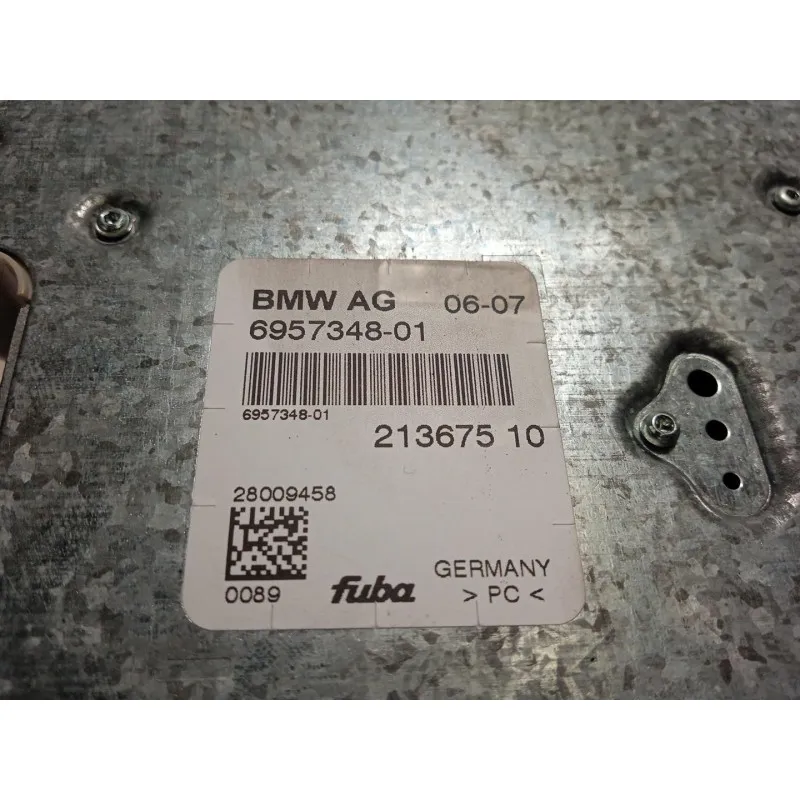 BMW AG 06-07
6957348-01
6957348-01
213675 10
28009458
0089 fuba GERMANY
> PC <